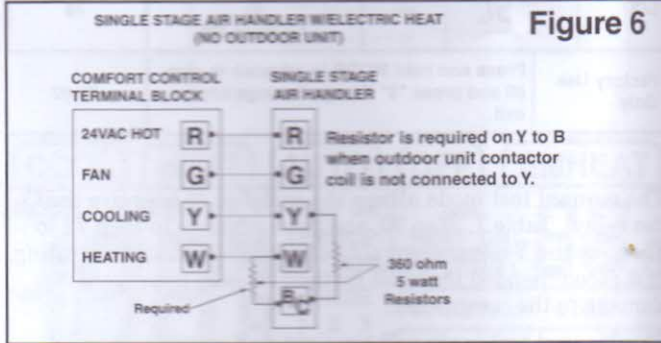 SINGLE STAGE AIR HANDLER W/ELECTRIC HEAT
(NO OUTDOOR UNIT)
Figure 6
COMFORT CONTROL
TERMINAL BLOCK
SINGLE STAGE
AIR HANDLER
24VAC HOT R R
Resistor is required on Y to B
when outdoor unit contactor
coil is not connected to Y.
FAN G G
COOLING Y Y
HEATING W W
B/C
360 ohm
5 watt
Resistors
Required